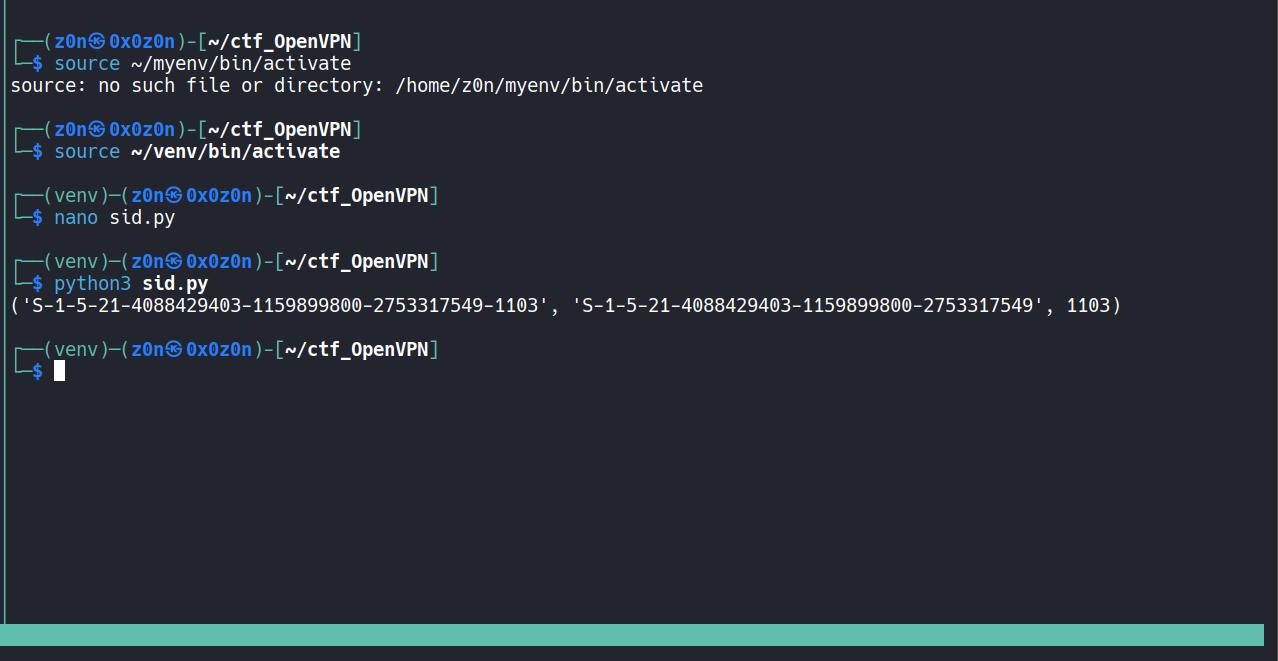 ┌──(z0n㉿0x0z0n)-[~/ctf_OpenVPN]
└─$ source ~/myenv/bin/activate
source: no such file or directory: /home/z0n/myenv/bin/activate
┌──(z0n㉿0x0z0n)-[~/ctf_OpenVPN]
└─$ source ~/venv/bin/activate
┌──(venv)─(z0n㉿0x0z0n)-[~/ctf_OpenVPN]
└─$ nano sid.py
┌──(venv)─(z0n㉿0x0z0n)-[~/ctf_OpenVPN]
└─$ python3 sid.py
('S-1-5-21-4088429403-1159899800-2753317549-1103', 'S-1-5-21-4088429403-1159899800-2753317549', 1103)
┌──(venv)─(z0n㉿0x0z0n)-[~/ctf_OpenVPN]
└─$